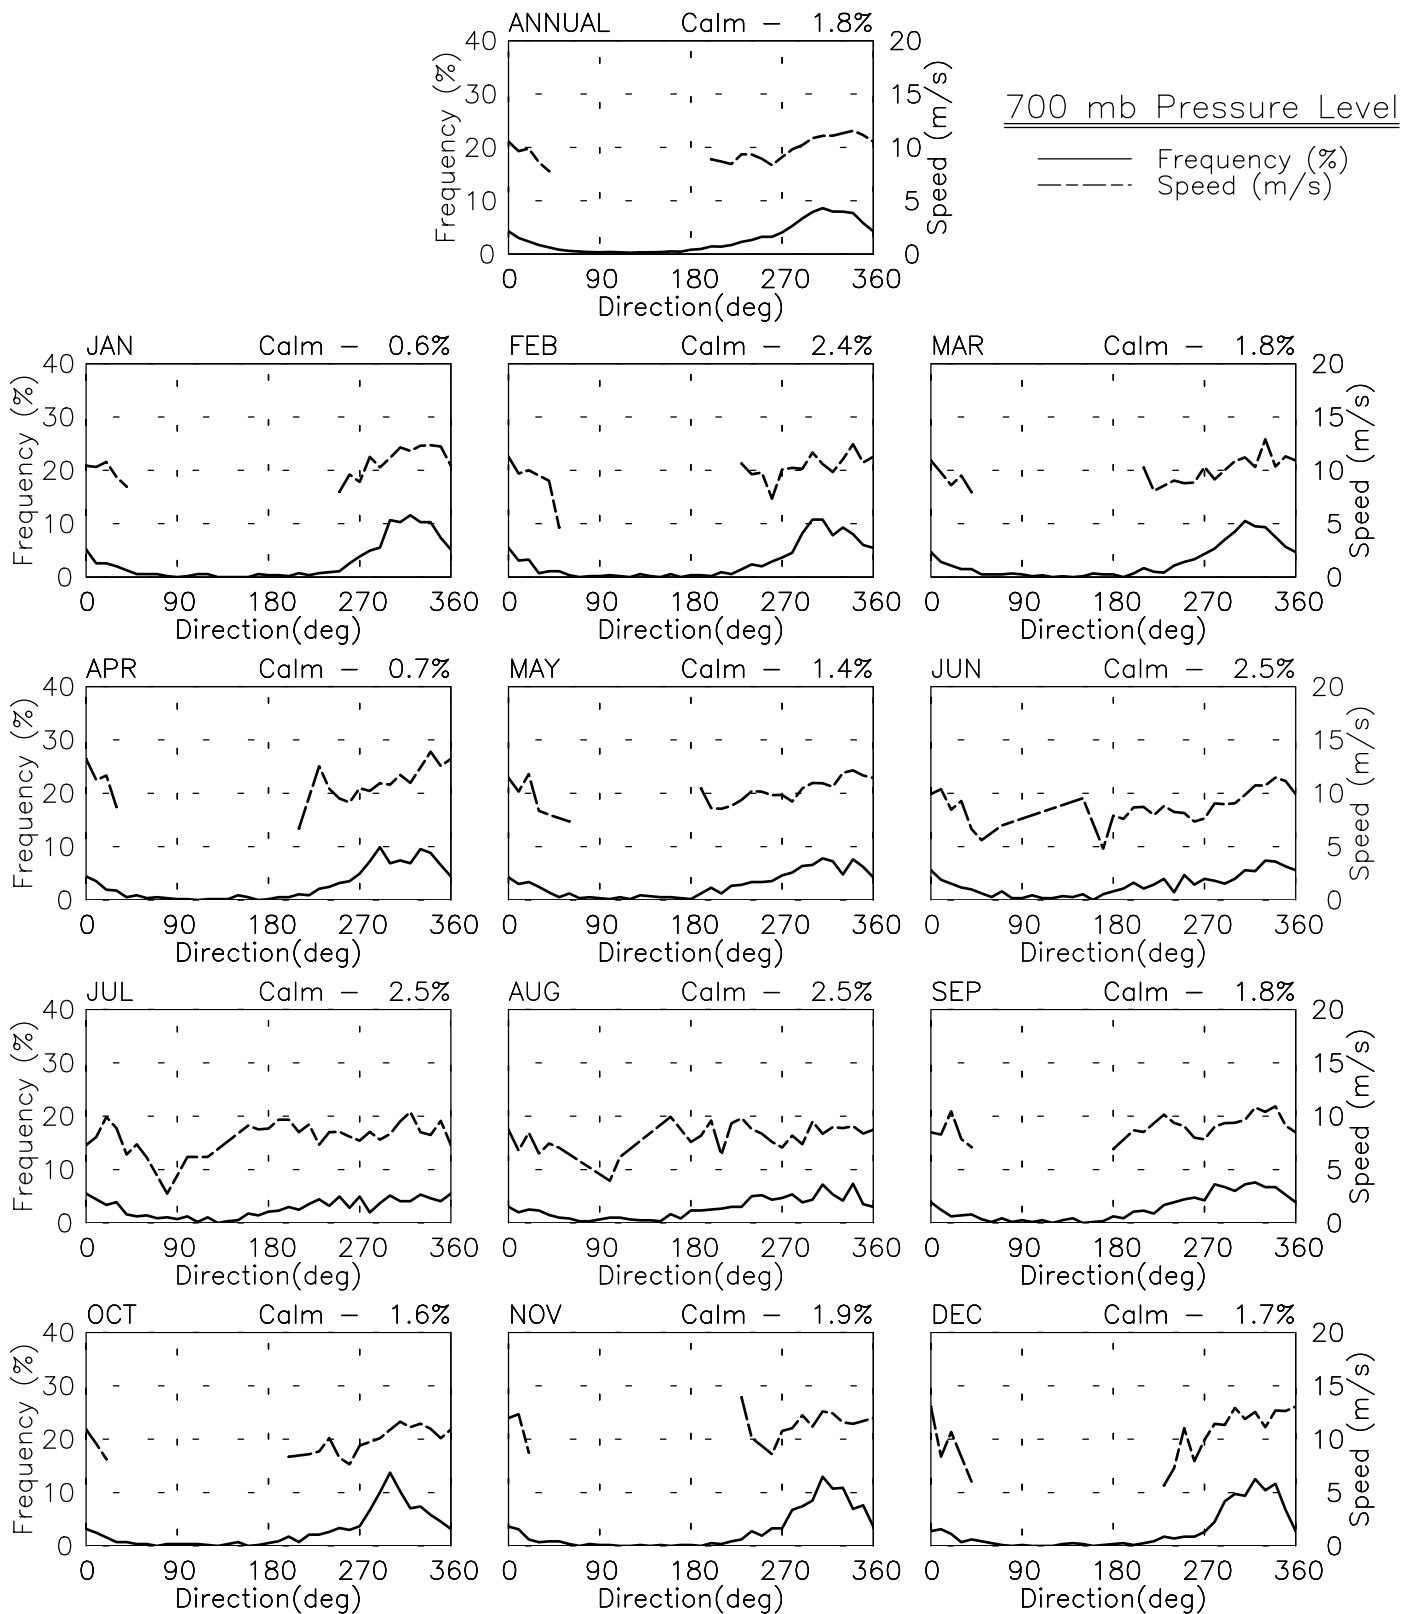 ANNUAL Calm – 1.8%
40 20
30 15
20 10
10 5
0 0
Frequency (%)
Speed (m/s)
0 90 180 270 360
Direction(deg)
700 mb Pressure Level
Frequency (%)
Speed (m/s)
JAN Calm – 0.6% FEB Calm – 2.4% MAR Calm – 1.8%
40 20
30 15
20 10
10 5
0 0
Frequency (%)
Speed (m/s)
0 90 180 270 360 0 90 180 270 360 0 90 180 270 360
Direction(deg) Direction(deg) Direction(deg)
APR Calm – 0.7% MAY Calm – 1.4% JUN Calm – 2.5%
40 20
30 15
20 10
10 5
0 0
Frequency (%)
Speed (m/s)
0 90 180 270 360 0 90 180 270 360 0 90 180 270 360
Direction(deg) Direction(deg) Direction(deg)
JUL Calm – 2.5% AUG Calm – 2.5% SEP Calm – 1.8%
40 20
30 15
20 10
10 5
0 0
Frequency (%)
Speed (m/s)
0 90 180 270 360 0 90 180 270 360 0 90 180 270 360
Direction(deg) Direction(deg) Direction(deg)
OCT Calm – 1.6% NOV Calm – 1.9% DEC Calm – 1.7%
40 20
30 15
20 10
10 5
0 0
Frequency (%)
Speed (m/s)
0 90 180 270 360 0 90 180 270 360 0 90 180 270 360
Direction(deg) Direction(deg) Direction(deg)